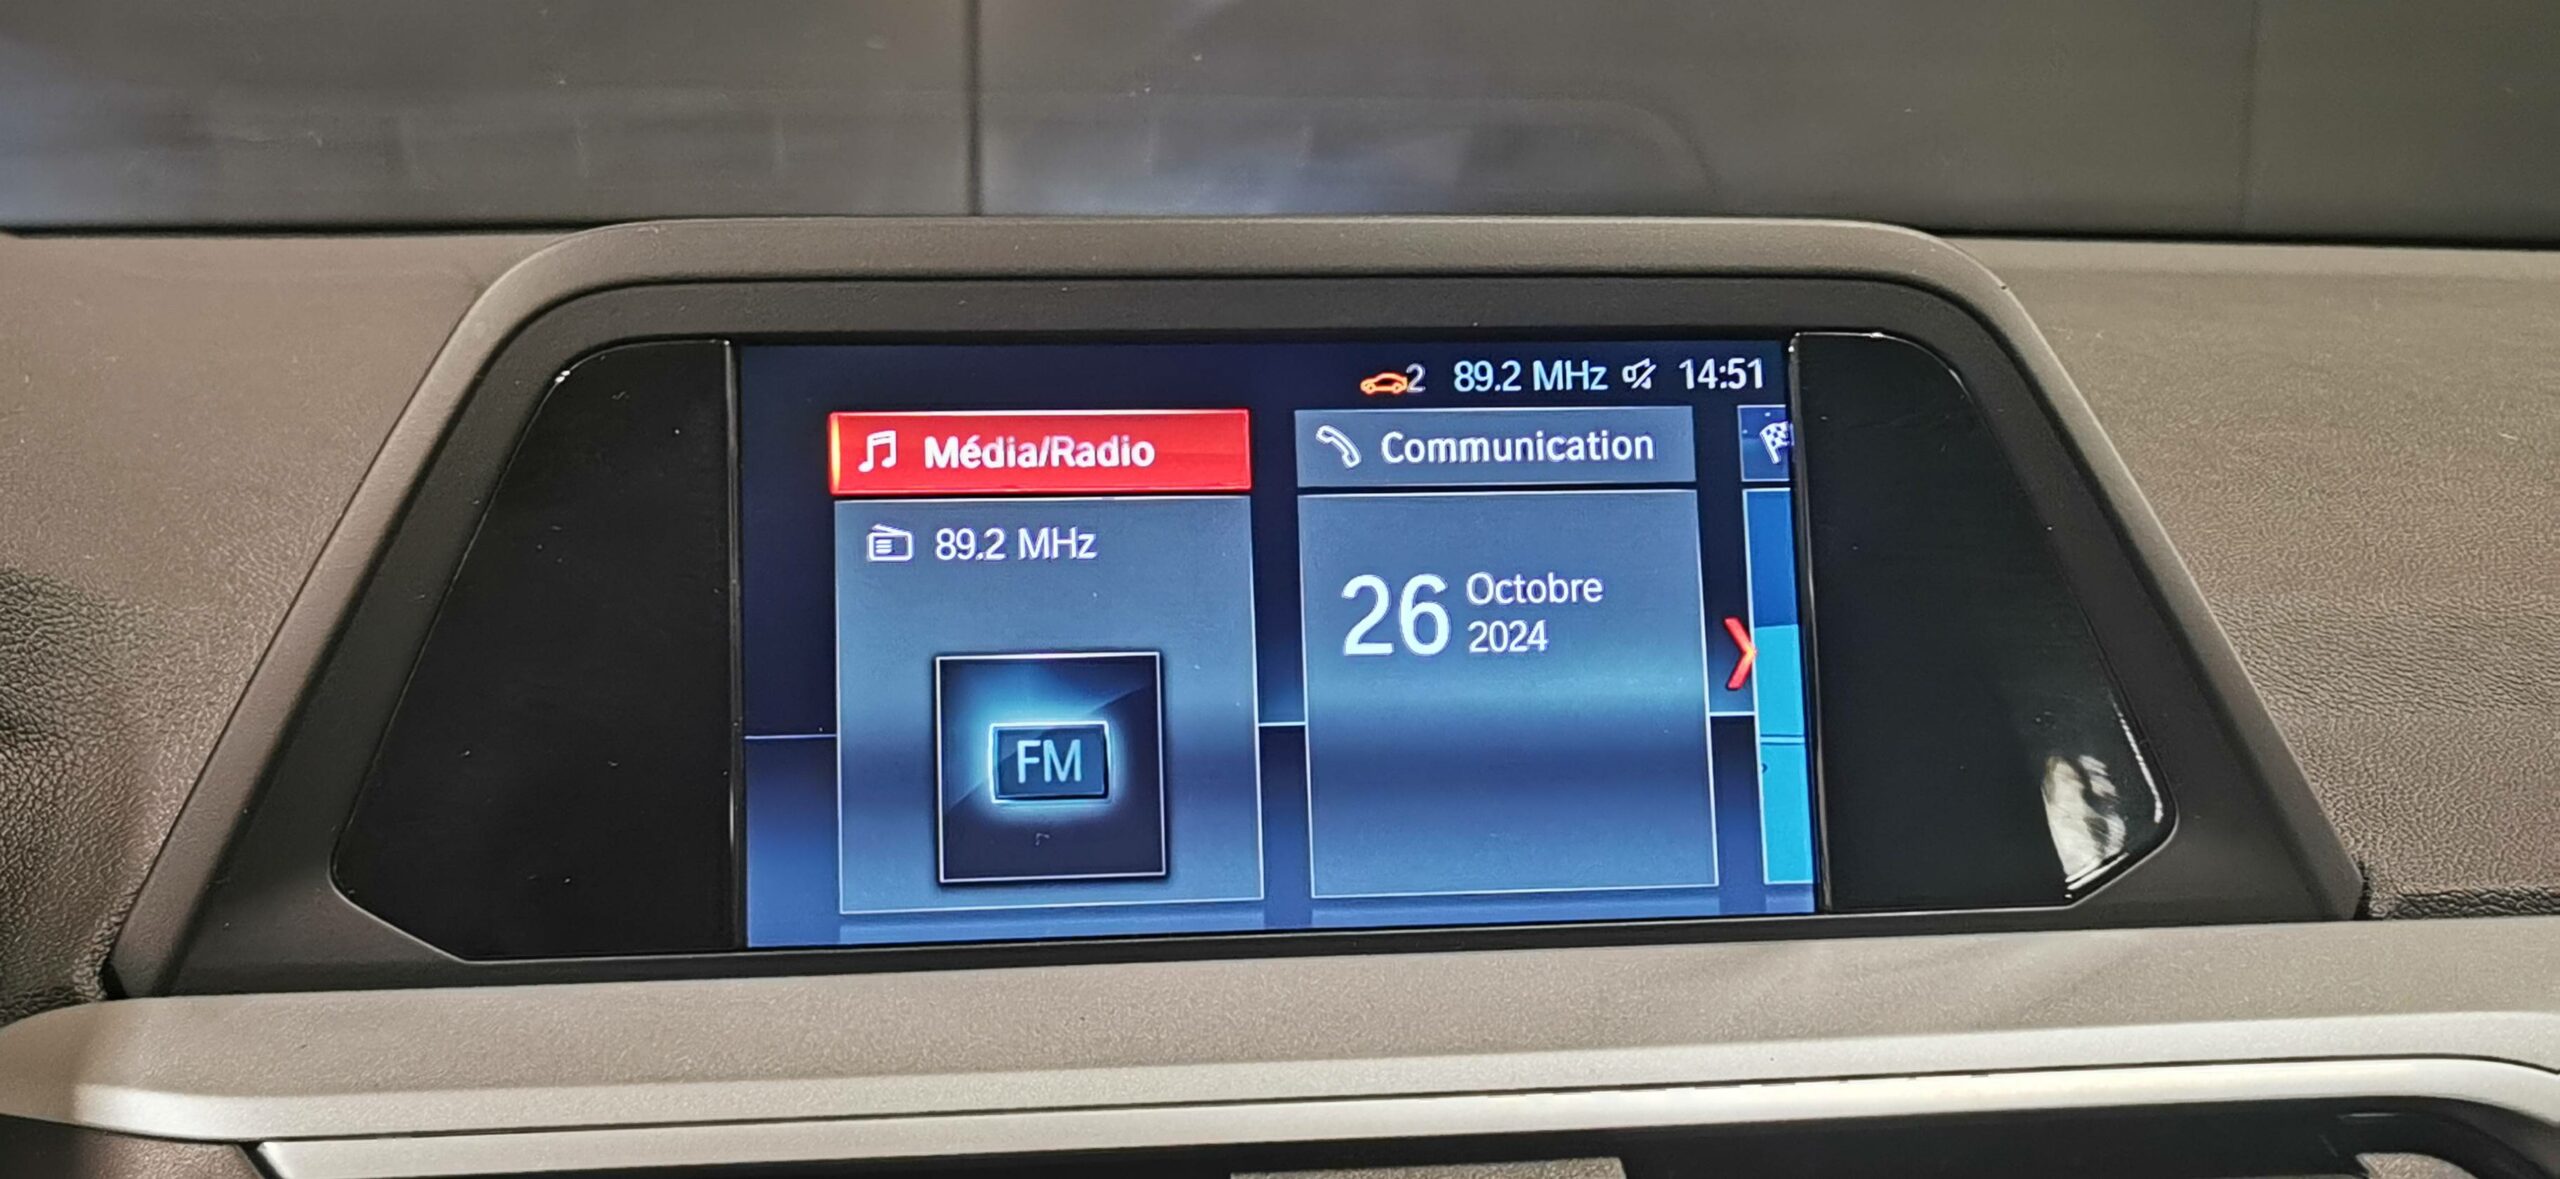 2 89.2 MHz 14:51
Média/Radio
Communication
89.2 MHz
26 Octobre
2024
FM